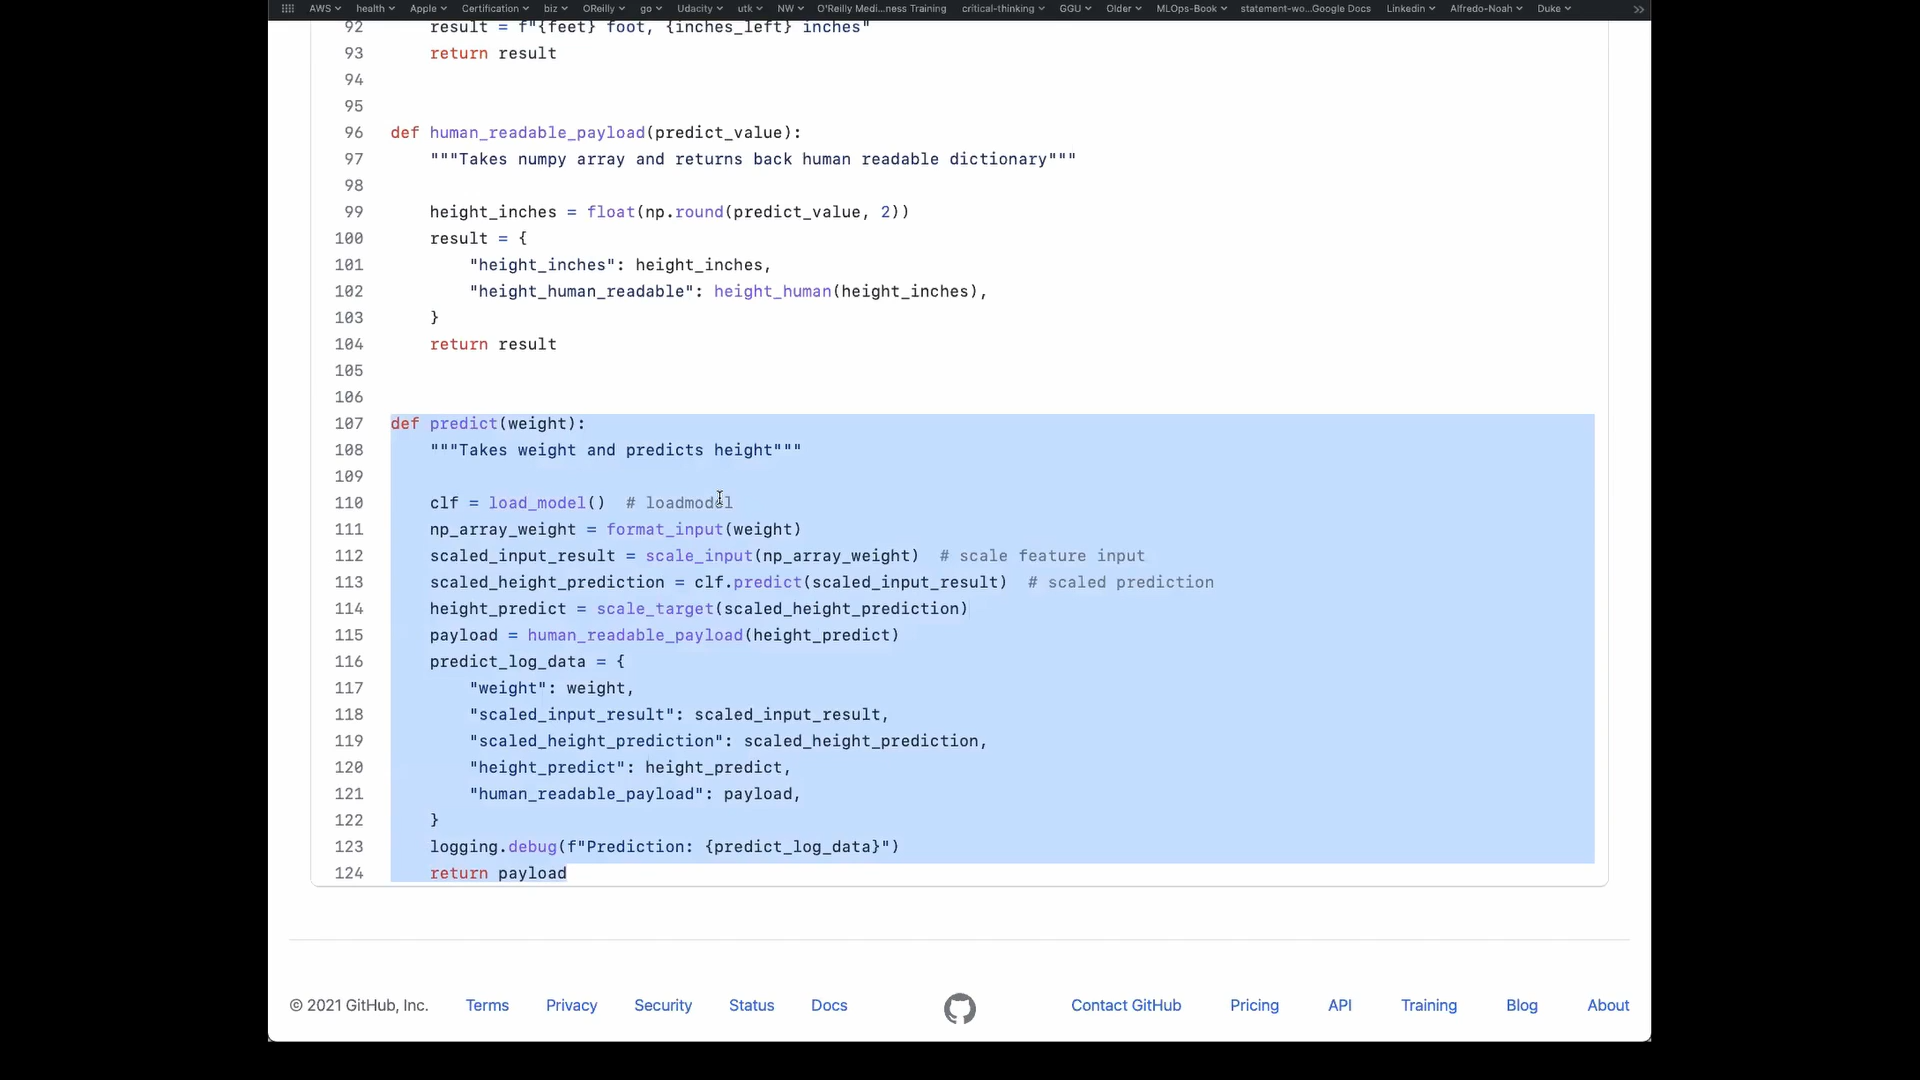 AWS health Apple Certification biz OReilly go Udacity utk NW O'Reilly Medi...ness Training critical-thinking GGU Older MLOps-Book statement-wo...Google Docs Linkedin Alfredo-Noah Duke
92 result = f"{feet} foot, {inches_left} inches"
93 return result
94
95
96 def human_readable_payload(predict_value):
97 """Takes numpy array and returns back human readable dictionary"""
98
99 height_inches = float(np.round(predict_value, 2))
100 result = {
101 "height_inches": height_inches,
102 "height_human_readable": height_human(height_inches),
103 }
104 return result
105
106
107 def predict(weight):
108 """Takes weight and predicts height"""
109
110 clf = load_model() # loadmodel
111 np_array_weight = format_input(weight)
112 scaled_input_result = scale_input(np_array_weight) # scale feature input
113 scaled_height_prediction = clf.predict(scaled_input_result) # scaled prediction
114 height_predict = scale_target(scaled_height_prediction)
115 payload = human_readable_payload(height_predict)
116 predict_log_data = {
117 "weight": weight,
118 "scaled_input_result": scaled_input_result,
119 "scaled_height_prediction": scaled_height_prediction,
120 "height_predict": height_predict,
121 "human_readable_payload": payload,
122 }
123 logging.debug(f"Prediction: {predict_log_data}")
124 return payload
© 2021 GitHub, Inc. Terms Privacy Security Status Docs Contact GitHub Pricing API Training Blog About